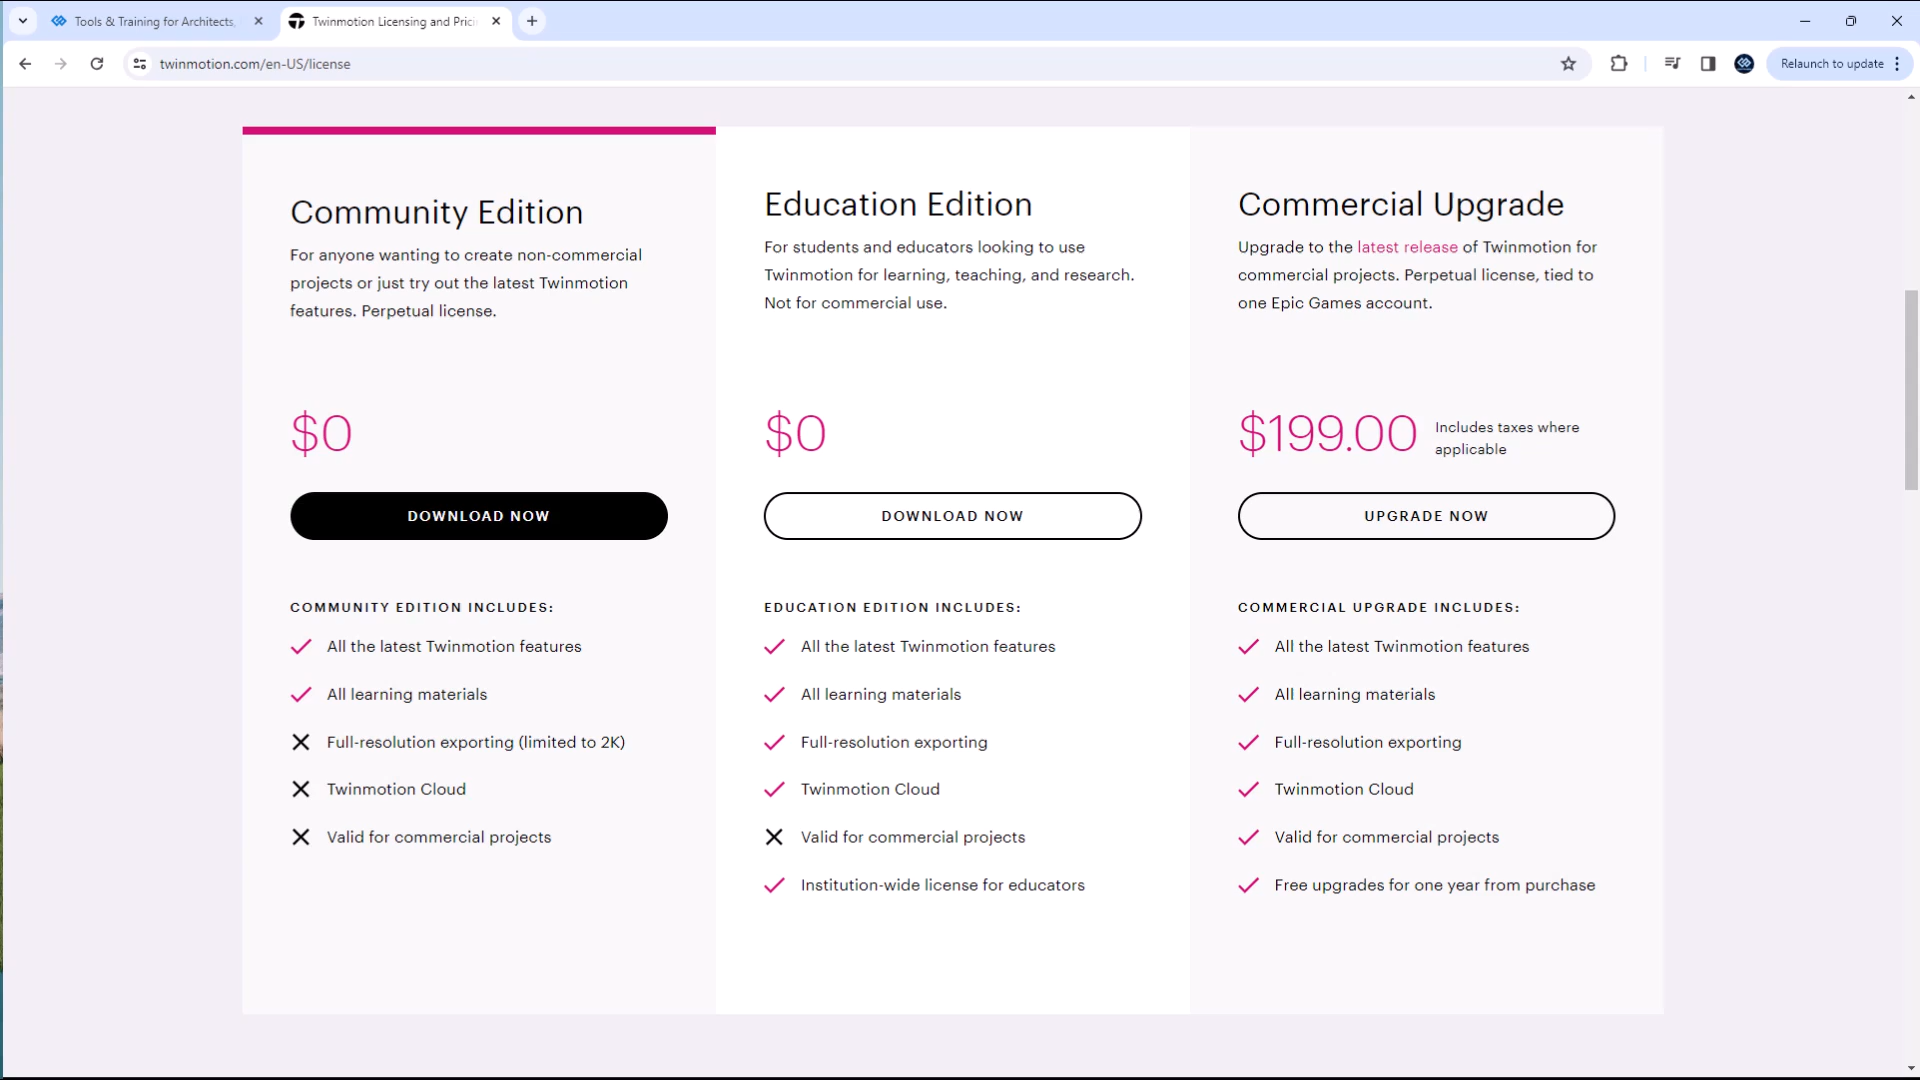 Tools & Training for Architects,
Twinmotion Licensing and Prici
twinmotion.com/en-US/license
Relaunch to update
Community Edition
For anyone wanting to create non-commercial
projects or just try out the latest Twinmotion
features. Perpetual license.
$0
DOWNLOAD NOW
COMMUNITY EDITION INCLUDES:
All the latest Twinmotion features
All learning materials
Full-resolution exporting (limited to 2K)
Twinmotion Cloud
Valid for commercial projects
Education Edition
For students and educators looking to use
Twinmotion for learning, teaching, and research.
Not for commercial use.
$0
DOWNLOAD NOW
EDUCATION EDITION INCLUDES:
All the latest Twinmotion features
All learning materials
Full-resolution exporting
Twinmotion Cloud
Valid for commercial projects
Institution-wide license for educators
Commercial Upgrade
Upgrade to the latest release of Twinmotion for
commercial projects. Perpetual license, tied to
one Epic Games account.
$199.00
Includes taxes where
applicable
UPGRADE NOW
COMMERCIAL UPGRADE INCLUDES:
All the latest Twinmotion features
All learning materials
Full-resolution exporting
Twinmotion Cloud
Valid for commercial projects
Free upgrades for one year from purchase